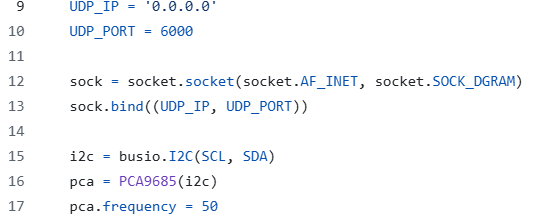 9 UDP_IP = '0.0.0.0'
10 UDP_PORT = 6000
11
12 sock = socket.socket(socket.AF_INET, socket.SOCK_DGRAM)
13 sock.bind((UDP_IP, UDP_PORT))
14
15 i2c = busio.I2C(SCL, SDA)
16 pca = PCA9685(i2c)
17 pca.frequency = 50